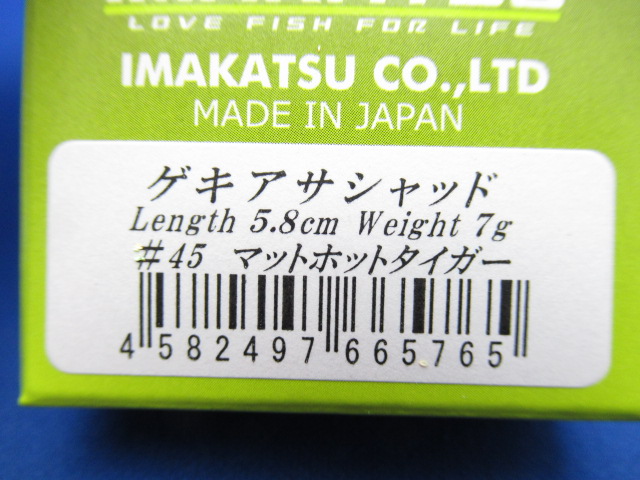 LOVE FISH FOR LIFE
IMAKATSU CO.,LTD
MADE IN JAPAN
ゲキアサシャッド
Length 5.8cm Weight 7g
#45 マットホットタイガー
4 582497 665765